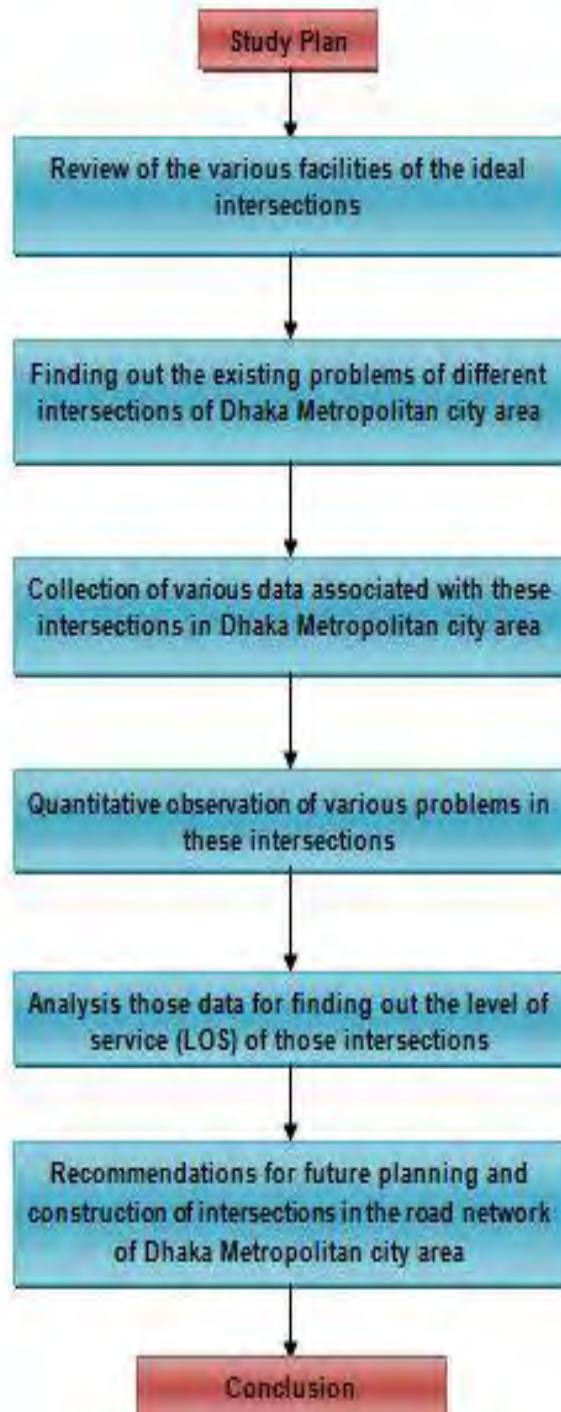 Study Plan
Review of the various facilities of the ideal
intersections
Finding out the existing problems of different
intersections of Dhaka Metropolitan city area
Collection of various data associated with these
intersections in Dhaka Metropolitan city area
Quantitative observation of various problems in
these intersections
Analysis those data for finding out the level of
service (LOS) of those intersections
Recommendations for future planning and
construction of intersections in the road network
of Dhaka Metropolitan city area
Conclusion